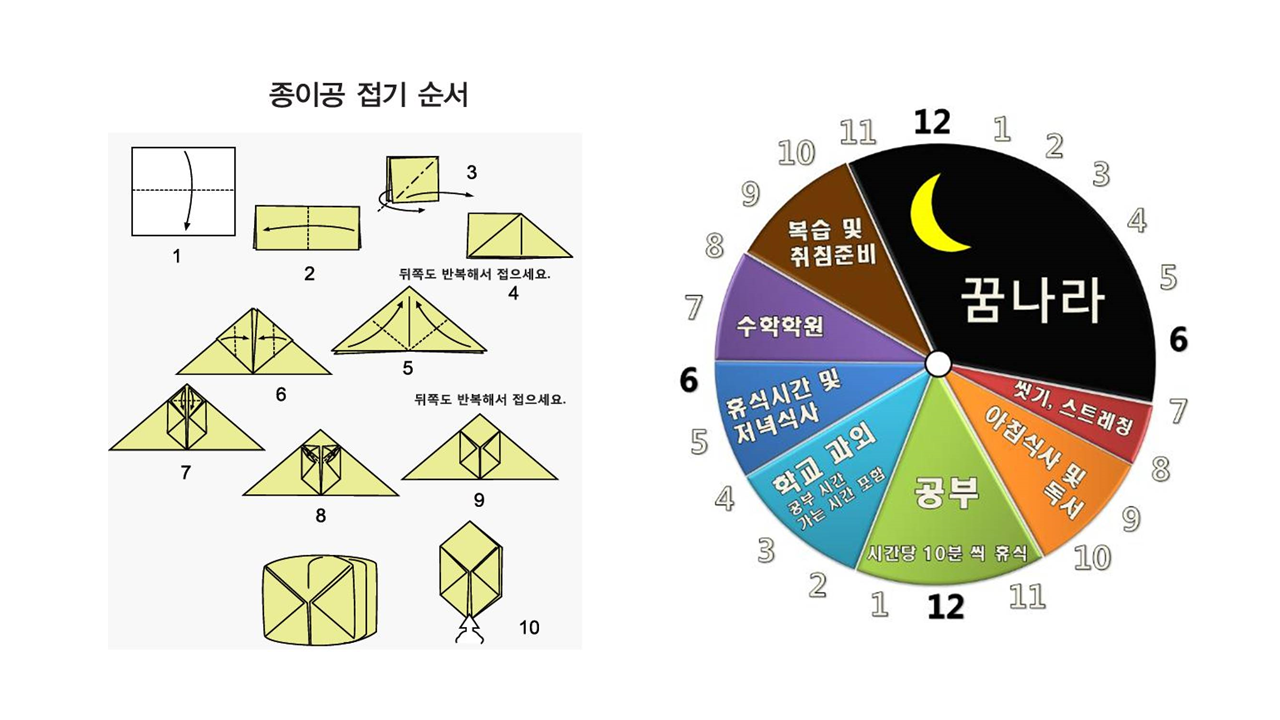 종이공 접기 순서
1
2
3
뒤쪽도 반복해서 접으세요.
4
5
6
뒤쪽도 반복해서 접으세요.
7
8
9
10
12
1
2
3
4
5
6
7
8
9
10
11
12
1
2
3
4
5
6
7
8
9
10
11
꿈나라
씻기, 스트레칭
아침식사 및
독서
공부
시간당 10분 씩 휴식
학교 과외
공부 시간
가는 시간 포함
휴식시간 및
저녁식사
수학학원
복습 및
취침준비